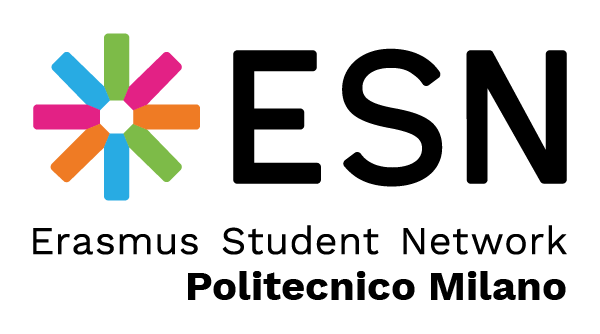 ESN
Erasmus Student Network
Politecnico Milano